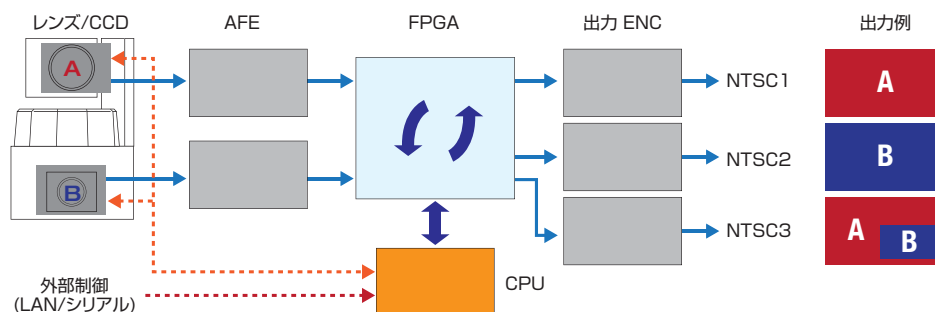 レンズ/CCD
AFE
FPGA
出力 ENC
出力例
A
B
NTSC1
NTSC2
NTSC3
A
B
A
B
CPU
外部制御
(LAN/シリアル)